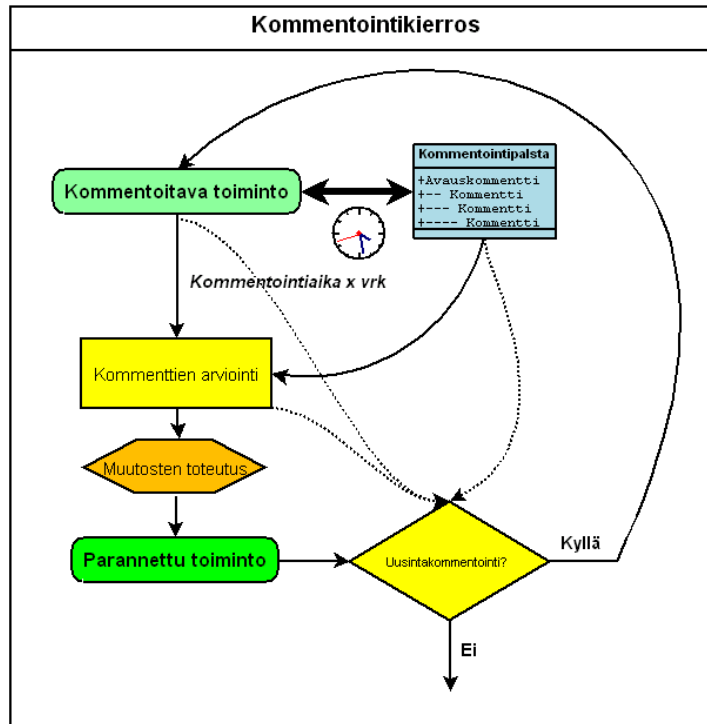 Kommentointikierros
Kommentointipalsta
Kommentoitava toiminto
+Avauskommentti
+-- Kommentti
+--- Kommentti
+---- Kommentti
Kommentointiaika x vrk
Kommenttien arviointi
Muutosten toteutus
Parannettu toiminto
Uusintakommentointi?
Kyllä
Ei